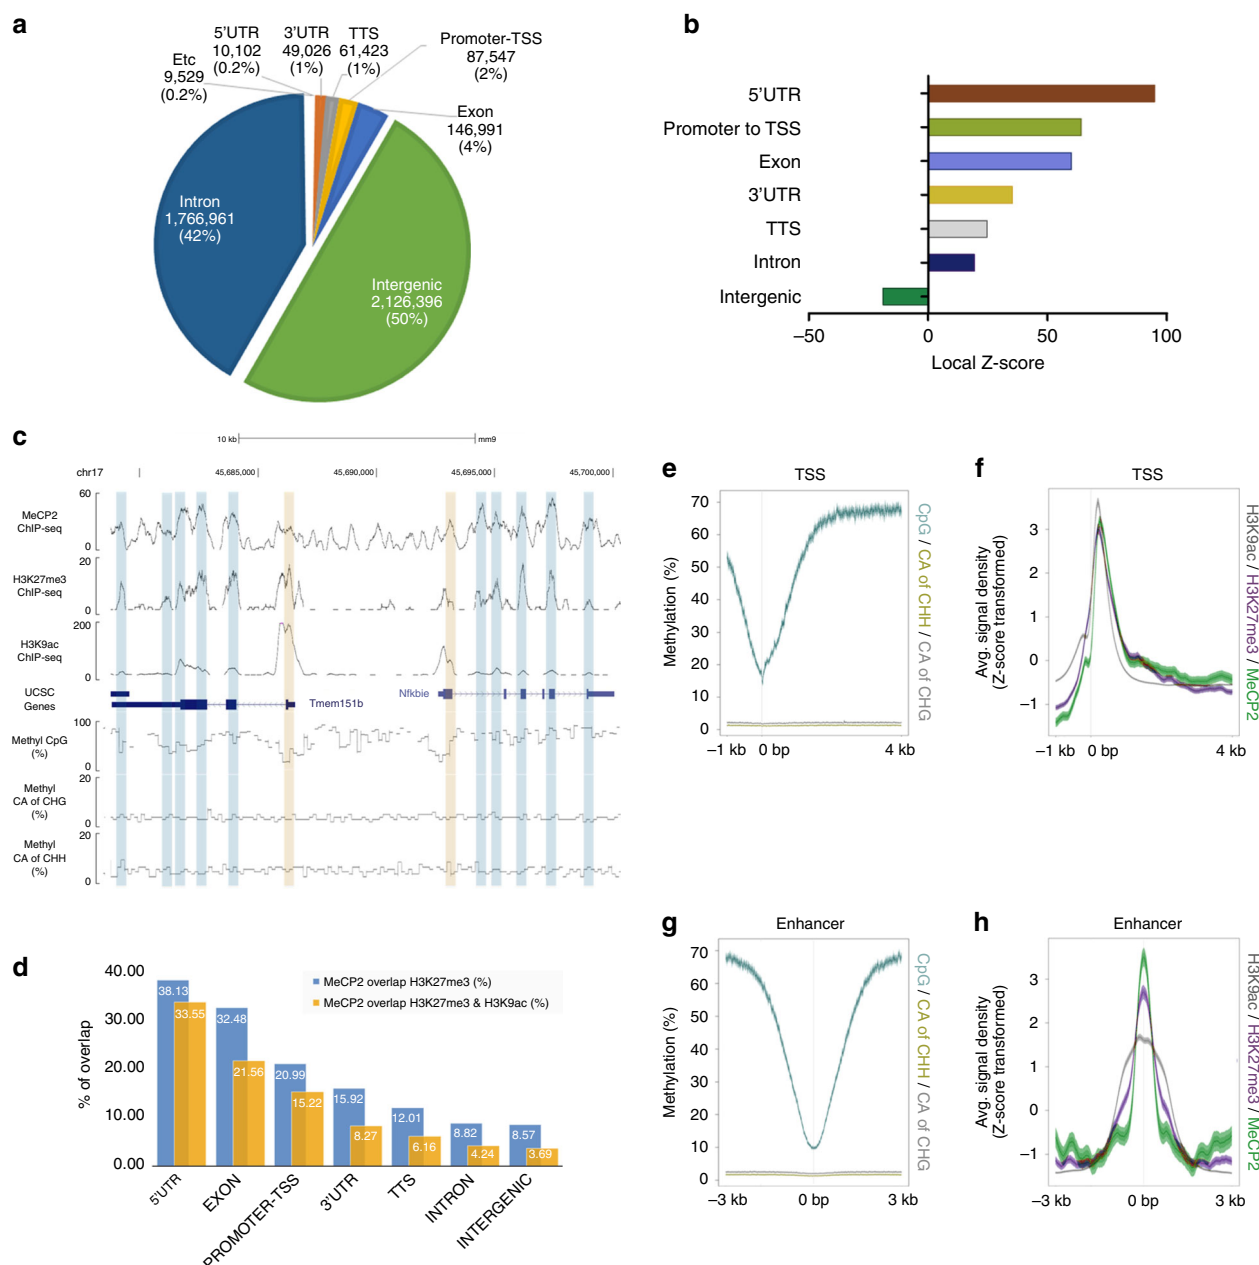 a
5'UTR
10,102
(0.2%)
3'UTR
49,026
(1%)
TTS
61,423
(1%)
Promoter-TSS
87,547
(2%)
Etc
9,529
(0.2%)
Exon
146,991
(4%)
Intron
1,766,961
(42%)
Intergenic
2,126,396
(50%)
b
5'UTR
Promoter to TSS
Exon
3'UTR
TTS
Intron
Intergenic
–50 0 50 100
Local Z-score
c
10 kb mm9
chr17 45,685,000 45,690,000 45,695,000 45,700,000
60
MeCP2
ChIP-seq
0
20
H3K27me3
ChIP-seq
0
200
H3K9ac
ChIP-seq
0
UCSC
Genes
Tmem151b
Nfkbie
100
Methyl CpG
(%)
0
20
Methyl
CA of CHG
(%)
0
20
Methyl
CA of CHH
(%)
0
d
% of overlap
40.00
30.00
20.00
10.00
0.00
MeCP2 overlap H3K27me3 (%)
MeCP2 overlap H3K27me3 & H3K9ac (%)
38.13
33.55
32.48
21.56
20.99
15.22
15.92
8.27
12.01
6.16
8.82
4.24
8.57
3.69
5'UTR
EXON
PROMOTER-TSS
3'UTR
TTS
INTRON
INTERGENIC
e
TSS
Methylation (%)
70
60
50
40
30
20
10
0
–1 kb 0 bp 4 kb
CpG / CA of CHH / CA of CHG
f
TSS
Avg. signal density
(Z-score transformed)
3
2
1
0
–1
–1 kb 0 bp 4 kb
H3K9ac / H3K27me3 / MeCP2
g
Enhancer
Methylation (%)
70
60
50
40
30
20
10
0
–3 kb 0 bp 3 kb
CpG / CA of CHH / CA of CHG
h
Enhancer
Avg. signal density
(Z-score transformed)
3
2
1
0
–1
–3 kb 0 bp 3 kb
H3K9ac / H3K27me3 / MeCP2